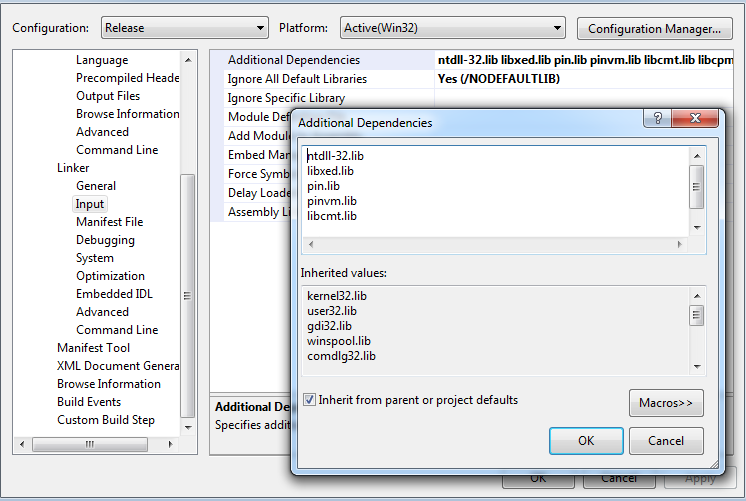 Configuration: Release Platform: Active(Win32) Configuration Manager...
Language
Precompiled Heade
Output Files
Browse Information
Advanced
Command Line
Linker
General
Input
Manifest File
Debugging
System
Optimization
Embedded IDL
Advanced
Command Line
Manifest Tool
XML Document Genera
Browse Information
Build Events
Custom Build Step
Additional Dependencies ntdll-32.lib libxed.lib pin.lib pinvm.lib libcmt.lib libcpm
Ignore All Default Libraries Yes (/NODEFAULTLIB)
Ignore Specific Library
Module De
Add Module
Embed Man
Force Symb
Delay Loade
Assembly Li
Additional De
Specifies addit
Additional Dependencies
ntdll-32.lib
libxed.lib
pin.lib
pinvm.lib
libcmt.lib
Inherited values:
kernel32.lib
user32.lib
gdi32.lib
winspool.lib
comdlg32.lib
Inherit from parent or project defaults
Macros>>
OK Cancel
OK Cancel Apply